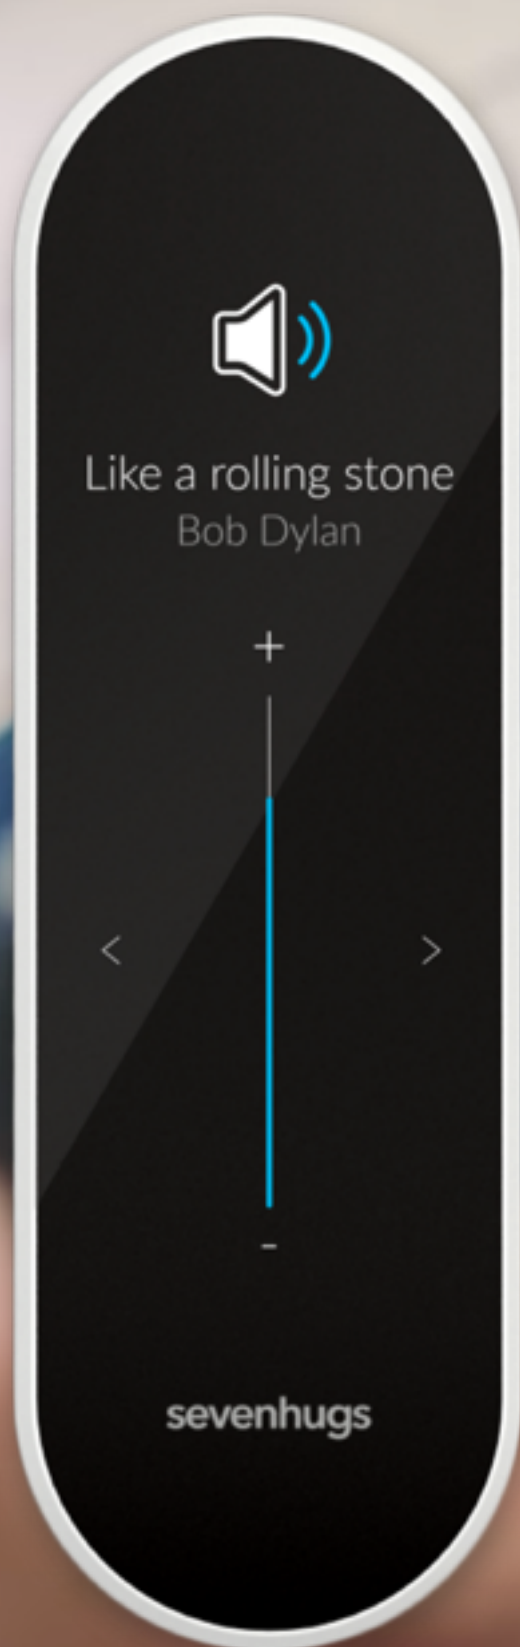 Like a rolling stone
Bob Dylan
+
< >
-
sevenhugs